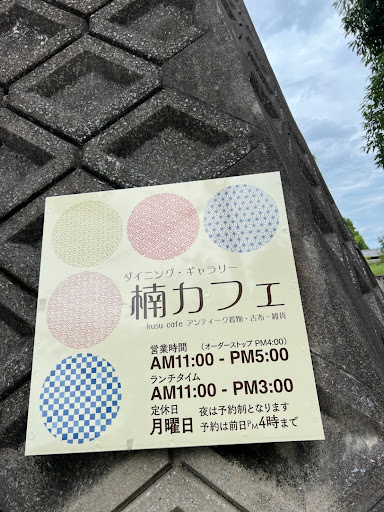 ダイニング・ギャラリー
楠カフェ
kusu cafe アンティーク着物・古布・雑貨
営業時間 (オーダーストップ PM4:00)
AM11:00 - PM5:00
ランチタイム
AM11:00 - PM3:00
定休日 夜は予約制となります
月曜日 予約は前日PM4時まで